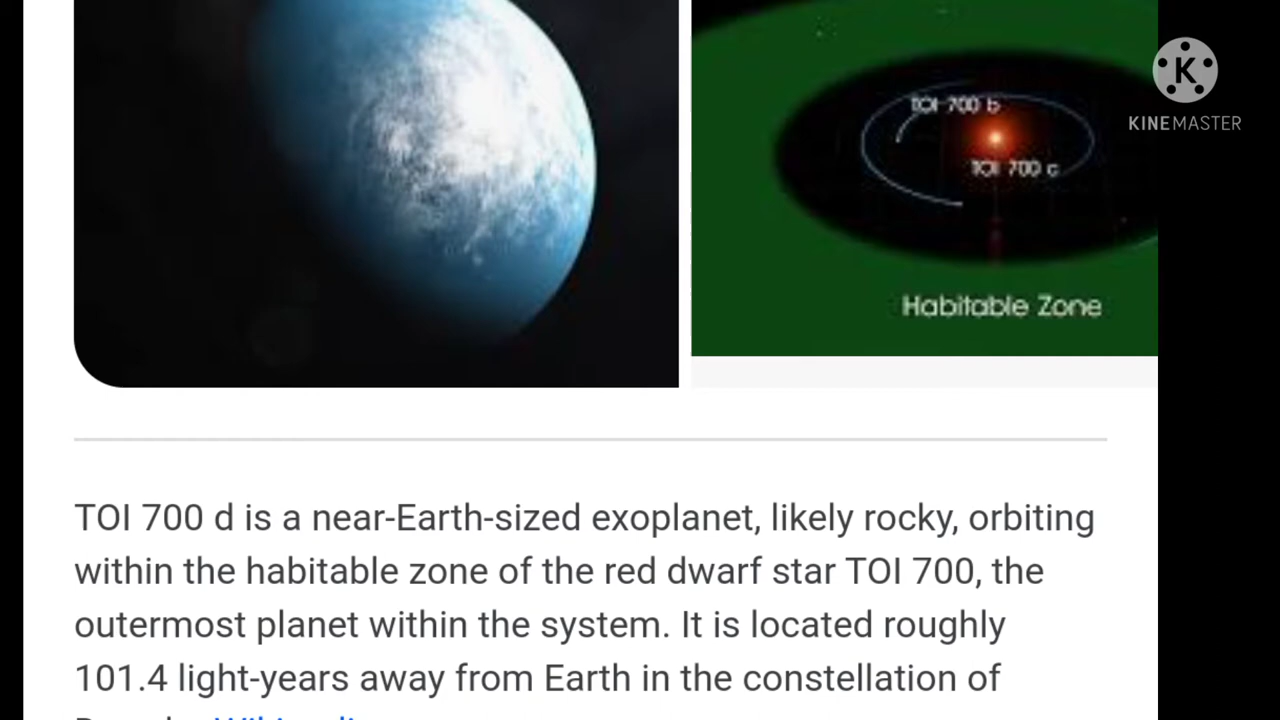 TOI 700 b
TOI 700 c
Habitable Zone
KINEMASTER
TOI 700 d is a near-Earth-sized exoplanet, likely rocky, orbiting
within the habitable zone of the red dwarf star TOI 700, the
outermost planet within the system. It is located roughly
101.4 light-years away from Earth in the constellation of